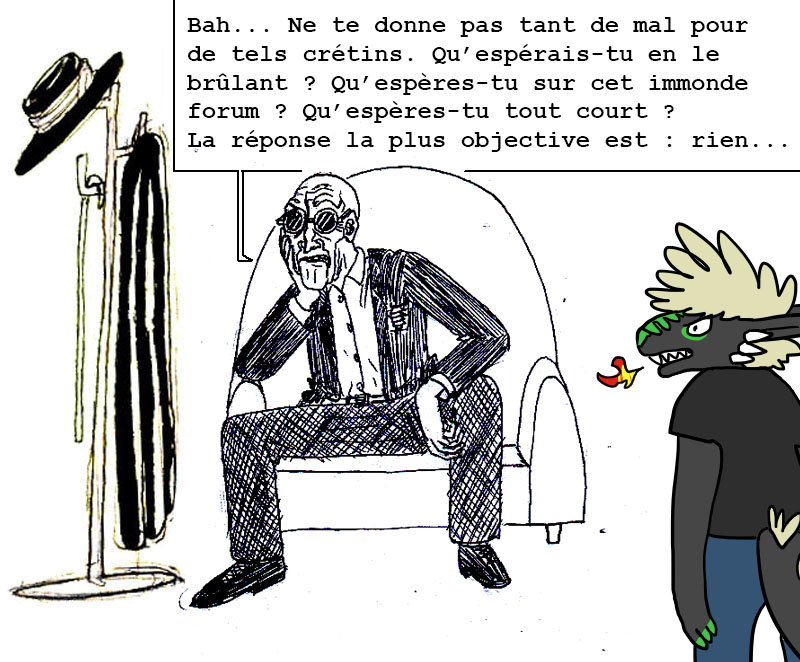 Bah... Ne te donne pas tant de mal pour
de tels crétins. Qu'espérais-tu en le
brûlant ? Qu'espères-tu sur cet immonde
forum ? Qu'espères-tu tout court ?
La réponse la plus objective est : rien...